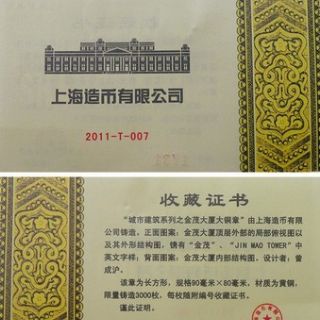 上海造币有限公司
2011-T-007
收藏证书
“城市建筑系列之金茂大厦大铜章”由上海造币有限
公司铸造，正面图案：金茂大厦顶层外部的局部俯视图以
及其外形结构图，镌有“金茂”、“JIN MAO TOWER”中
英文字样；背面图案：金茂大厦内部结构图，设计者：曾
成沪。
该章为长方形，规格90毫米×80毫米，材质为黄铜，
限量铸造3000枚，每枚随附编号收藏证书。
谨此证明。